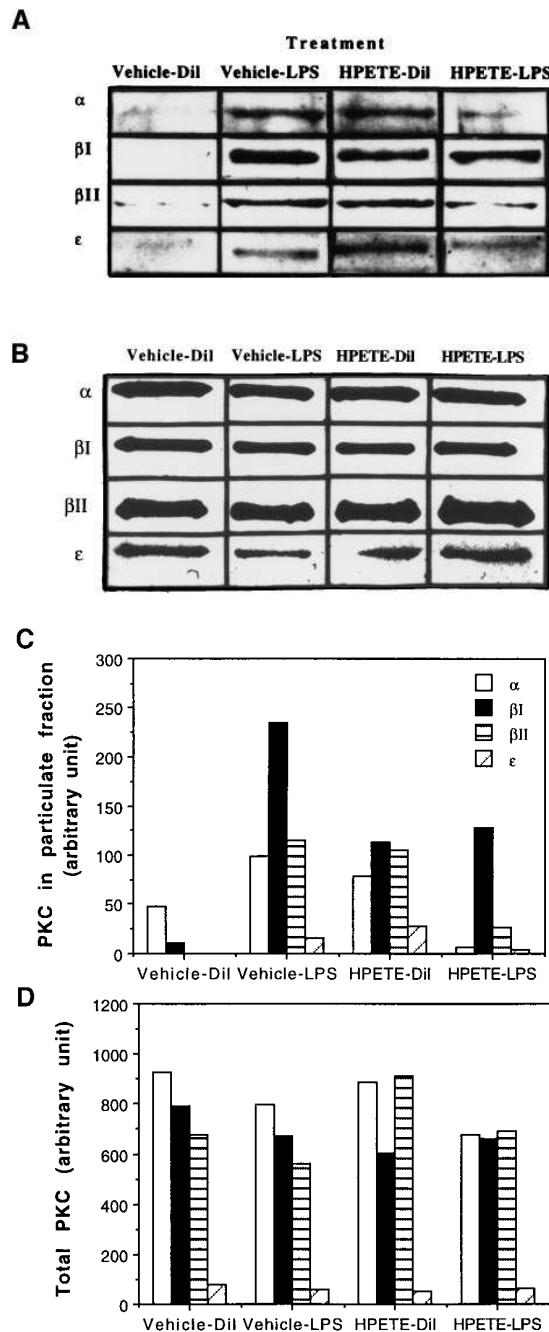 A
Treatment
Vehicle-Dil Vehicle-LPS HPETE-Dil HPETE-LPS
α
βI
βII
ε
B
Vehicle-Dil Vehicle-LPS HPETE-Dil HPETE-LPS
α
βI
βII
ε
C
PKC in particulate fraction
(arbitrary unit)
300
250
200
150
100
50
0
α
βI
βII
ε
Vehicle-Dil Vehicle-LPS HPETE-Dil HPETE-LPS
D
Total PKC (arbitrary unit)
1200
1000
800
600
400
200
0
Vehicle-Dil Vehicle-LPS HPETE-Dil HPETE-LPS